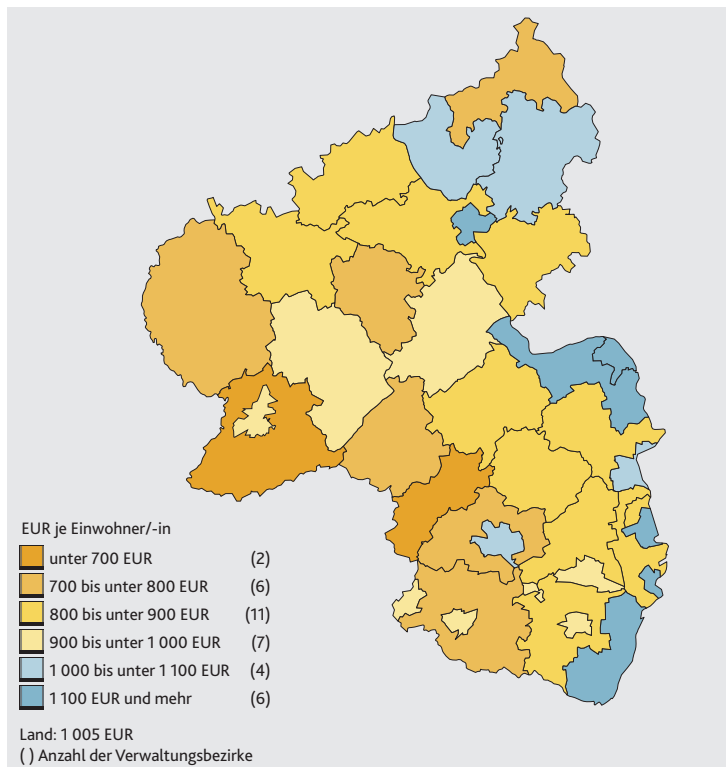 EUR je Einwohner/-in
unter 700 EUR (2)
700 bis unter 800 EUR (6)
800 bis unter 900 EUR (11)
900 bis unter 1 000 EUR (7)
1 000 bis unter 1 100 EUR (4)
1 100 EUR und mehr (6)
Land: 1 005 EUR
( ) Anzahl der Verwaltungsbezirke